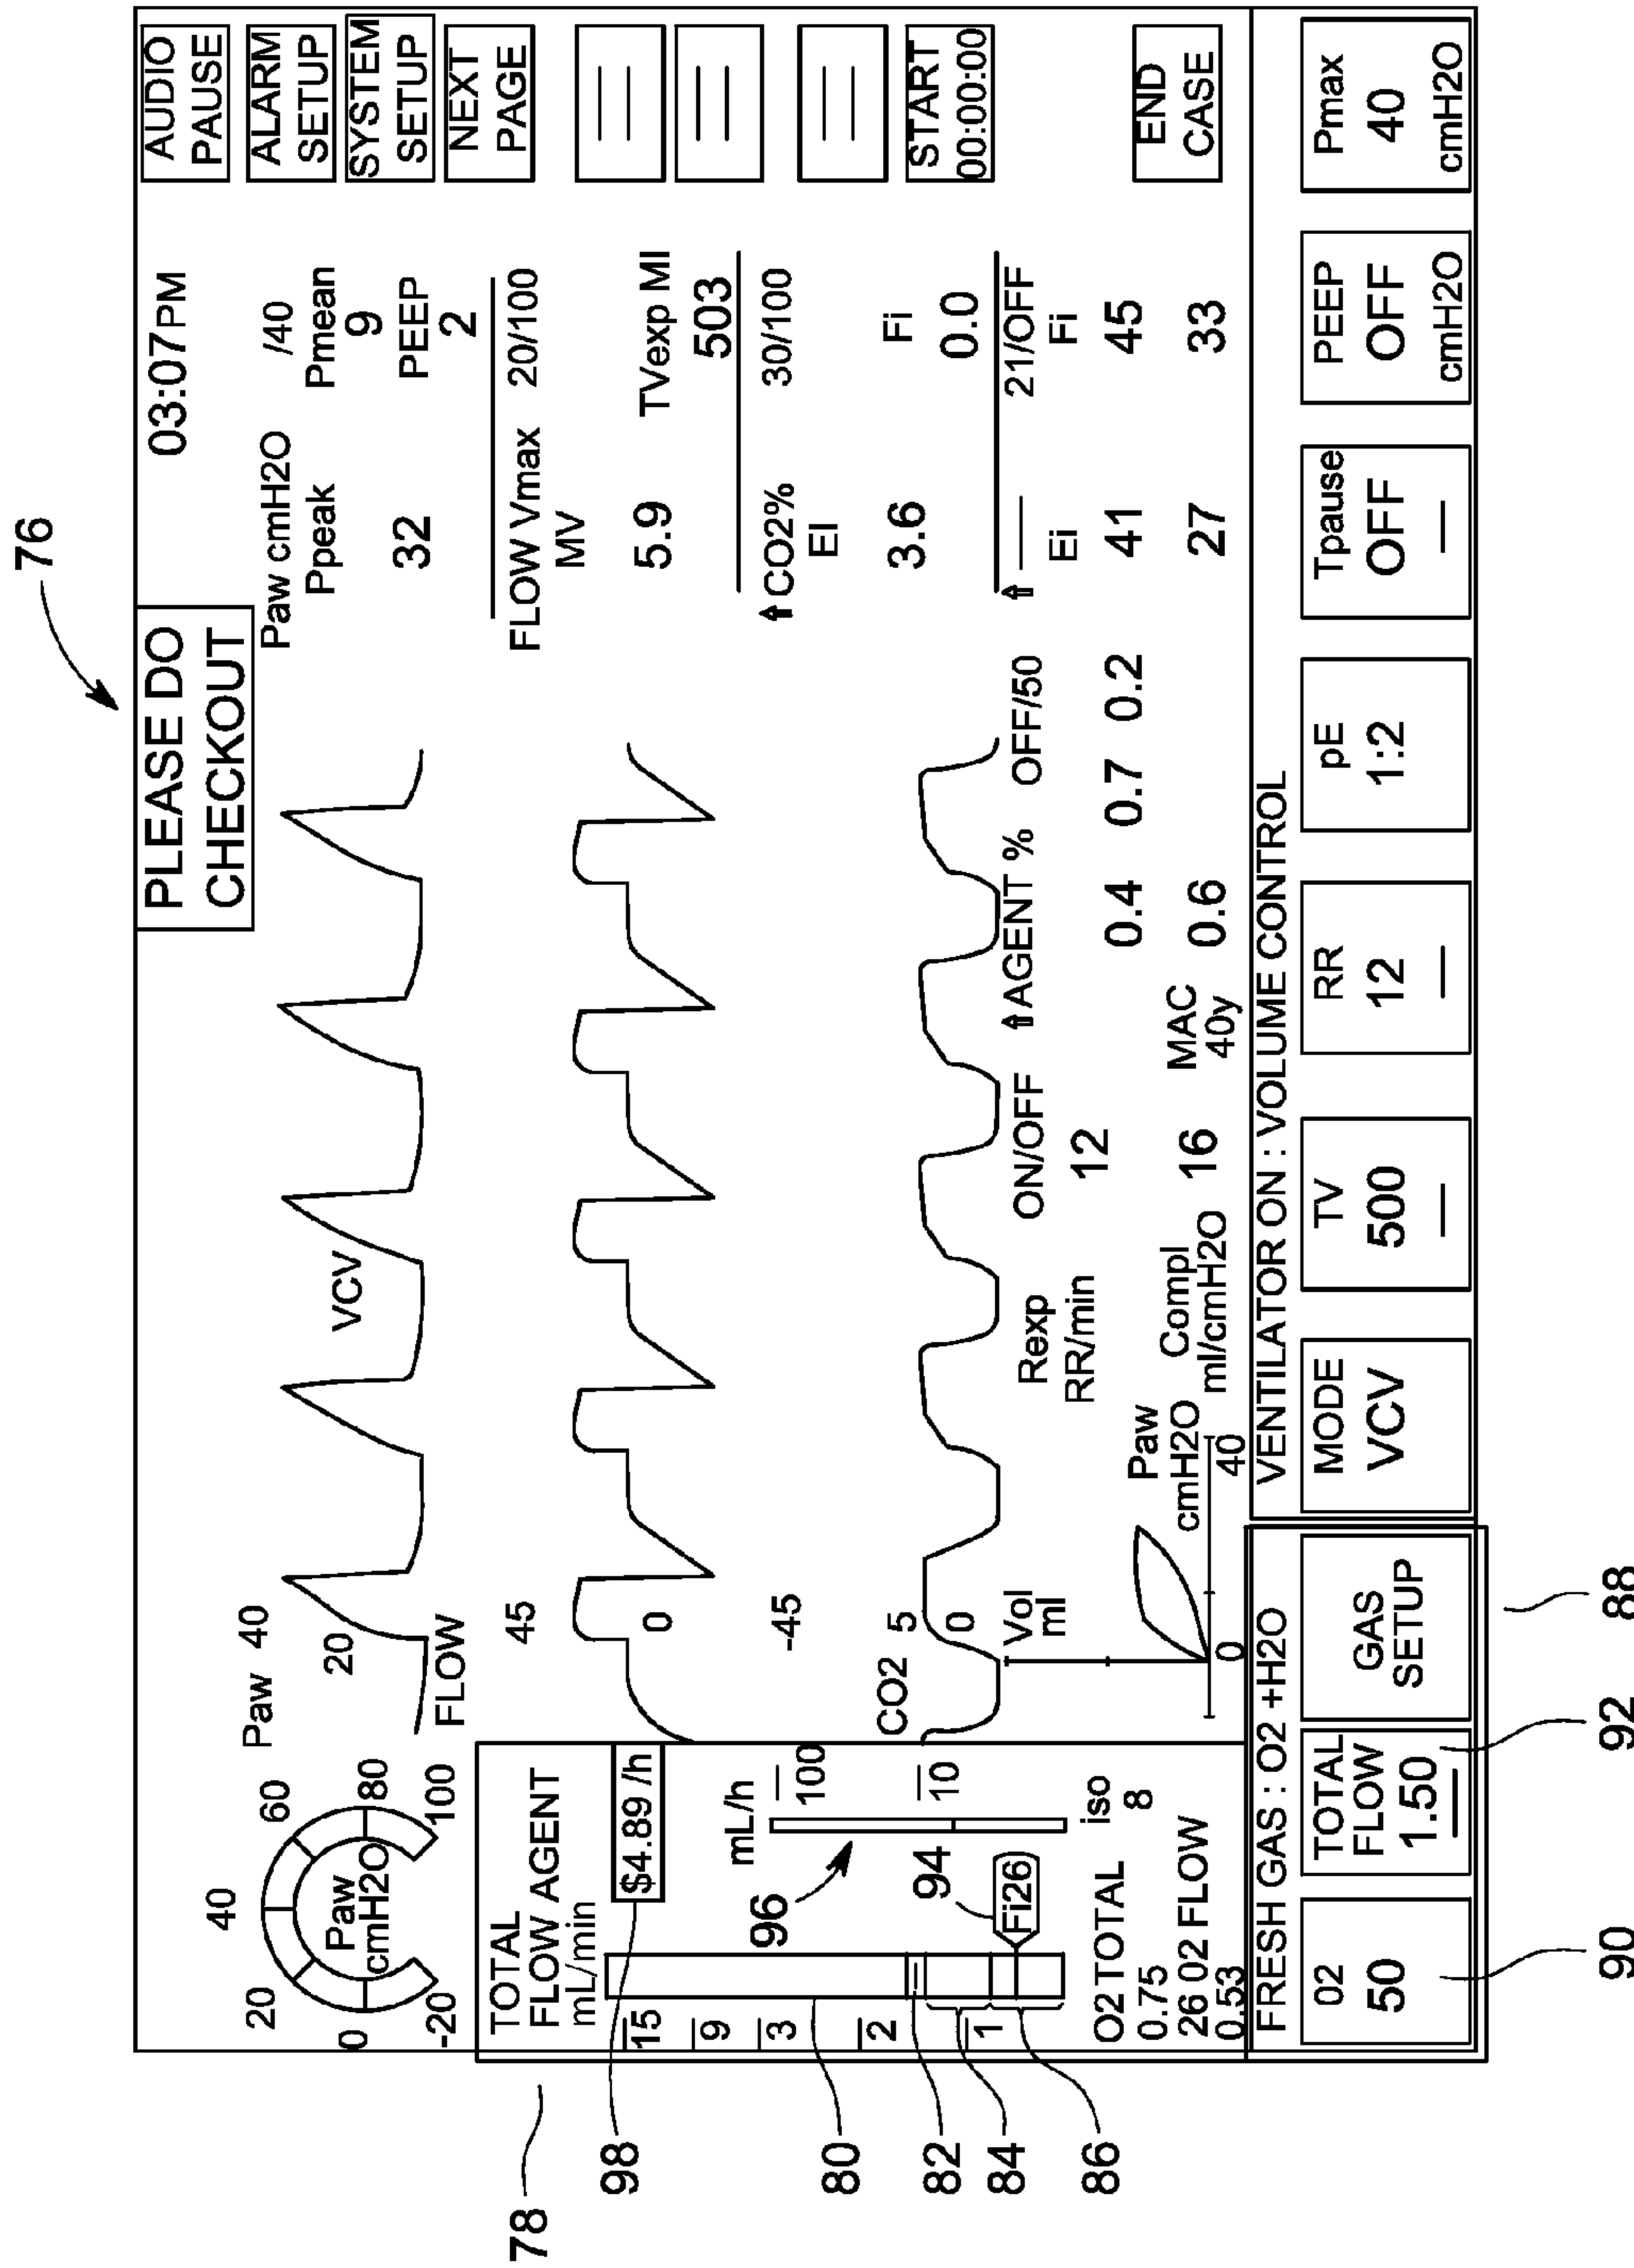 76
PLEASE DO
CHECKOUT
03:07PM
AUDIO
PAUSE
ALARM
SETUP
SYSTEM
SETUP
NEXT
PAGE
START
00:00:00
END
CASE
20
40
60
0
80
-20
100
Paw
cmH2O
Paw 40
20
VCV
FLOW
45
0
-45
CO2
5
0
Paw cmH2O /40
Ppeak Pmean
32 9
PEEP
2
FLOW Vmax 20/100
MV TVexp Ml
5.9 503
CO2% 30/100
EI Fi
3.6 0.0
21/OFF
Ei Fi
41 45
27 33
78
TOTAL
FLOW AGENT
mL/min
$4.89 /h
98
15
9
3
2
1
mL/h
100
10
96
94
Fi26
iso
8
80
82
84
86
O2 TOTAL
0.75
26 02 FLOW
0.53
Vol
ml
Paw
cmH2O
0 40
Rexp ON/OFF
RR/min 12
Compl
ml/cmH2O 16
AGENT % OFF/50
0.4 0.7 0.2
MAC
40y 0.6
FRESH GAS : O2 +H2O
02
50
TOTAL
FLOW
1.50
GAS
SETUP
VENTILATOR ON : VOLUME CONTROL
MODE
VCV
TV
500
RR
12
pE
1:2
Tpause
OFF
PEEP
OFF
cmH2O
Pmax
40
cmH2O
90
92
88